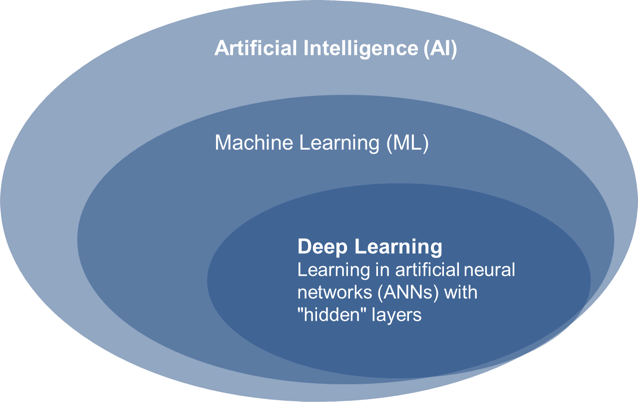 Artificial Intelligence (AI)
Machine Learning (ML)
Deep Learning
Learning in artificial neural
networks (ANNs) with
"hidden" layers